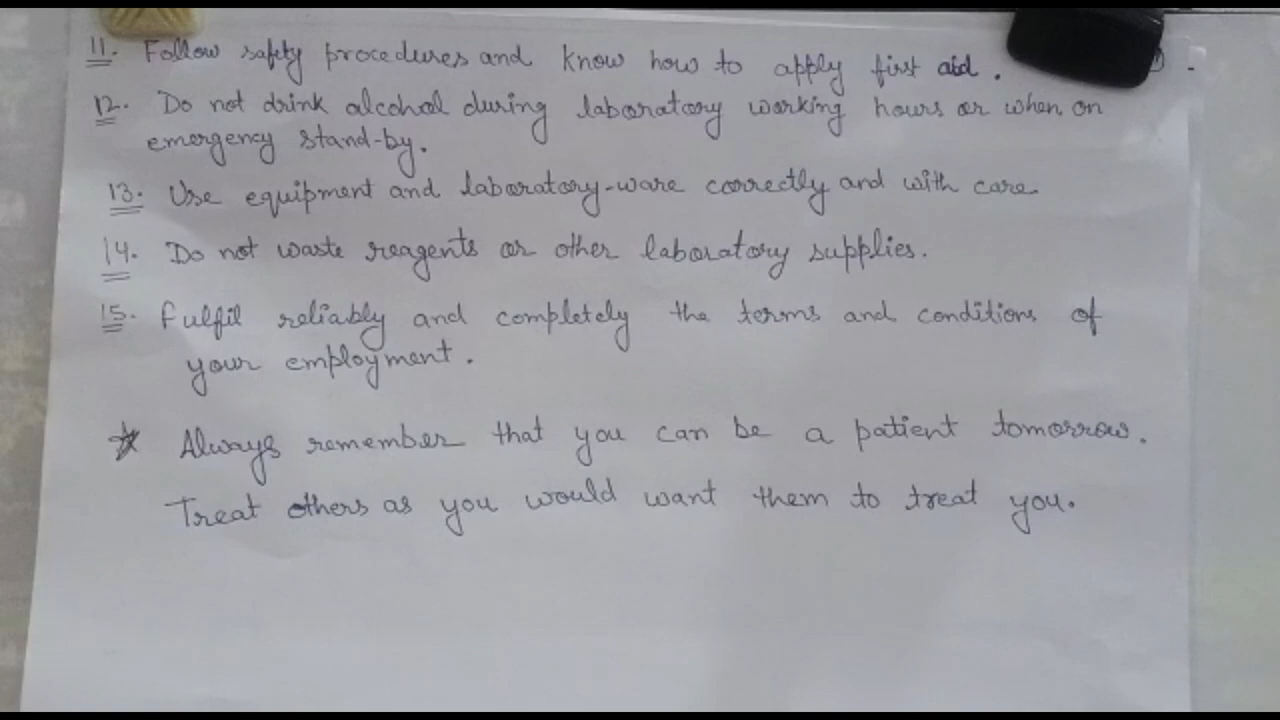 11. Follow safety procedures and know how to apply first aid.
12. Do not drink alcohol during laboratory working hours or when on
emergency stand-by.
13. Use equipment and laboratory-ware correctly and with care
14. Do not waste reagents or other laboratory supplies.
15. Fulfil reliably and completely the terms and conditions of
your employment.
☆ Always remember that you can be a patient tomorrow.
Treat others as you would want them to treat you.